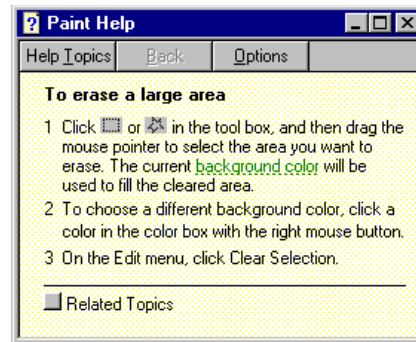 Paint Help
Help Topics Back Options
To erase a large area
1 Click or in the tool box, and then drag the
mouse pointer to select the area you want to
erase. The current background color will be
used to fill the cleared area.
2 To choose a different background color, click a
color in the color box with the right mouse button.
3 On the Edit menu, click Clear Selection.
Related Topics